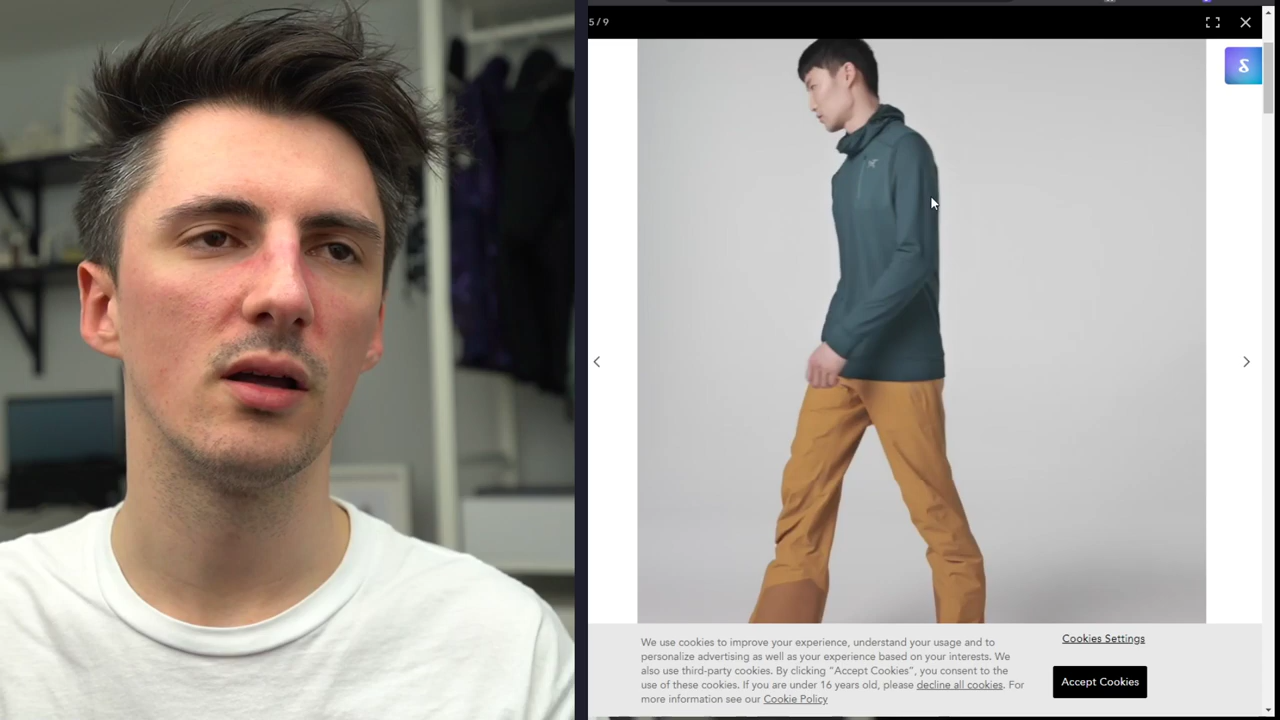 5 / 9
We use cookies to improve your experience, understand your usage and to
personalize advertising as well as your experience based on your interests. We
also use third-party cookies. By clicking “Accept Cookies”, you consent to the
use of these cookies. If you are under 16 years old, please decline all cookies. For
more information see our Cookie Policy
Cookies Settings
Accept Cookies